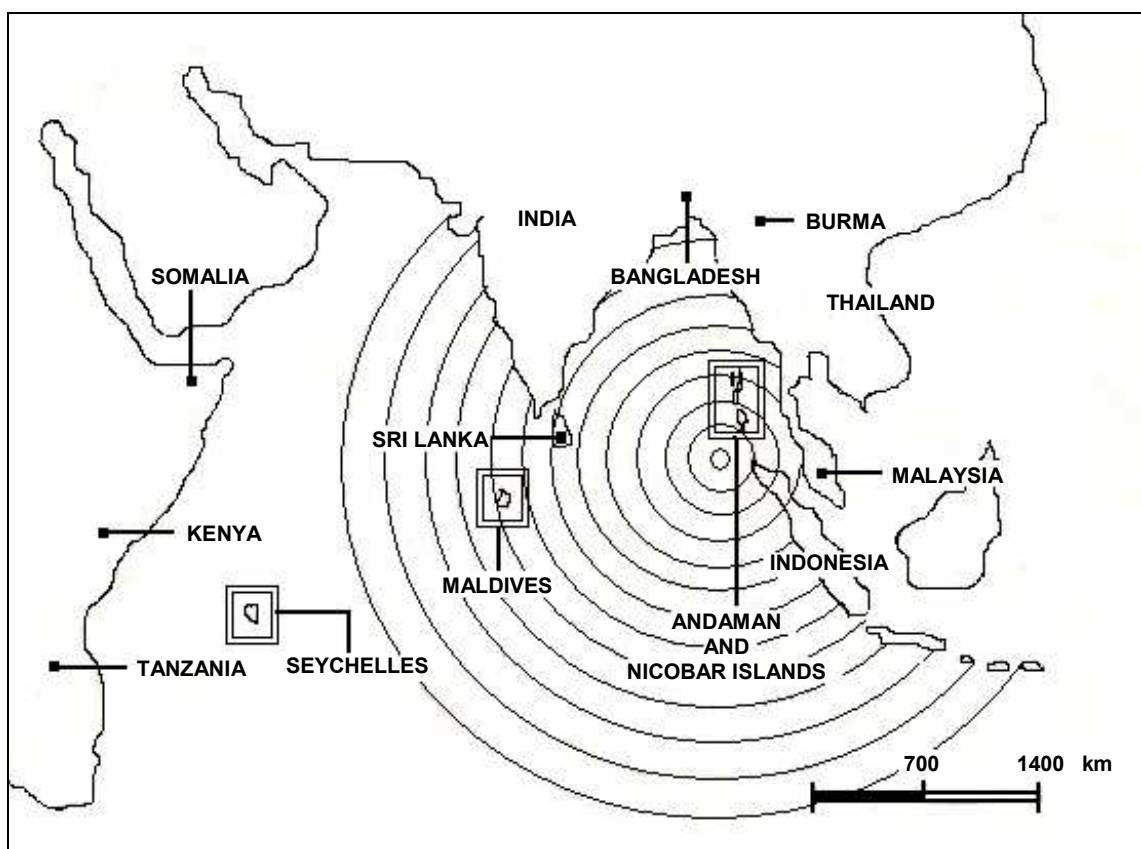 INDIA
BURMA
SOMALIA
BANGLADESH
THAILAND
SRI LANKA
MALAYSIA
KENYA
INDONESIA
MALDIVES
ANDAMAN
AND
NICOBAR ISLANDS
SEYCHELLES
TANZANIA
700
1400 km